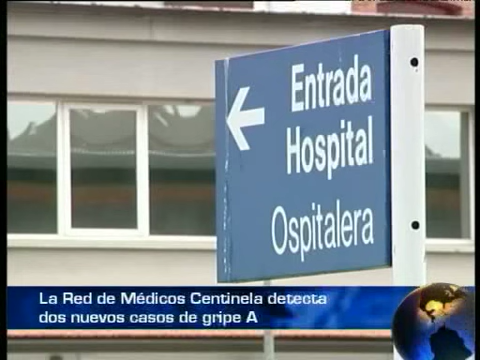 Entrada
Hospital
Ospitalera
La Red de Médicos Centinela detecta
dos nuevos casos de gripe A